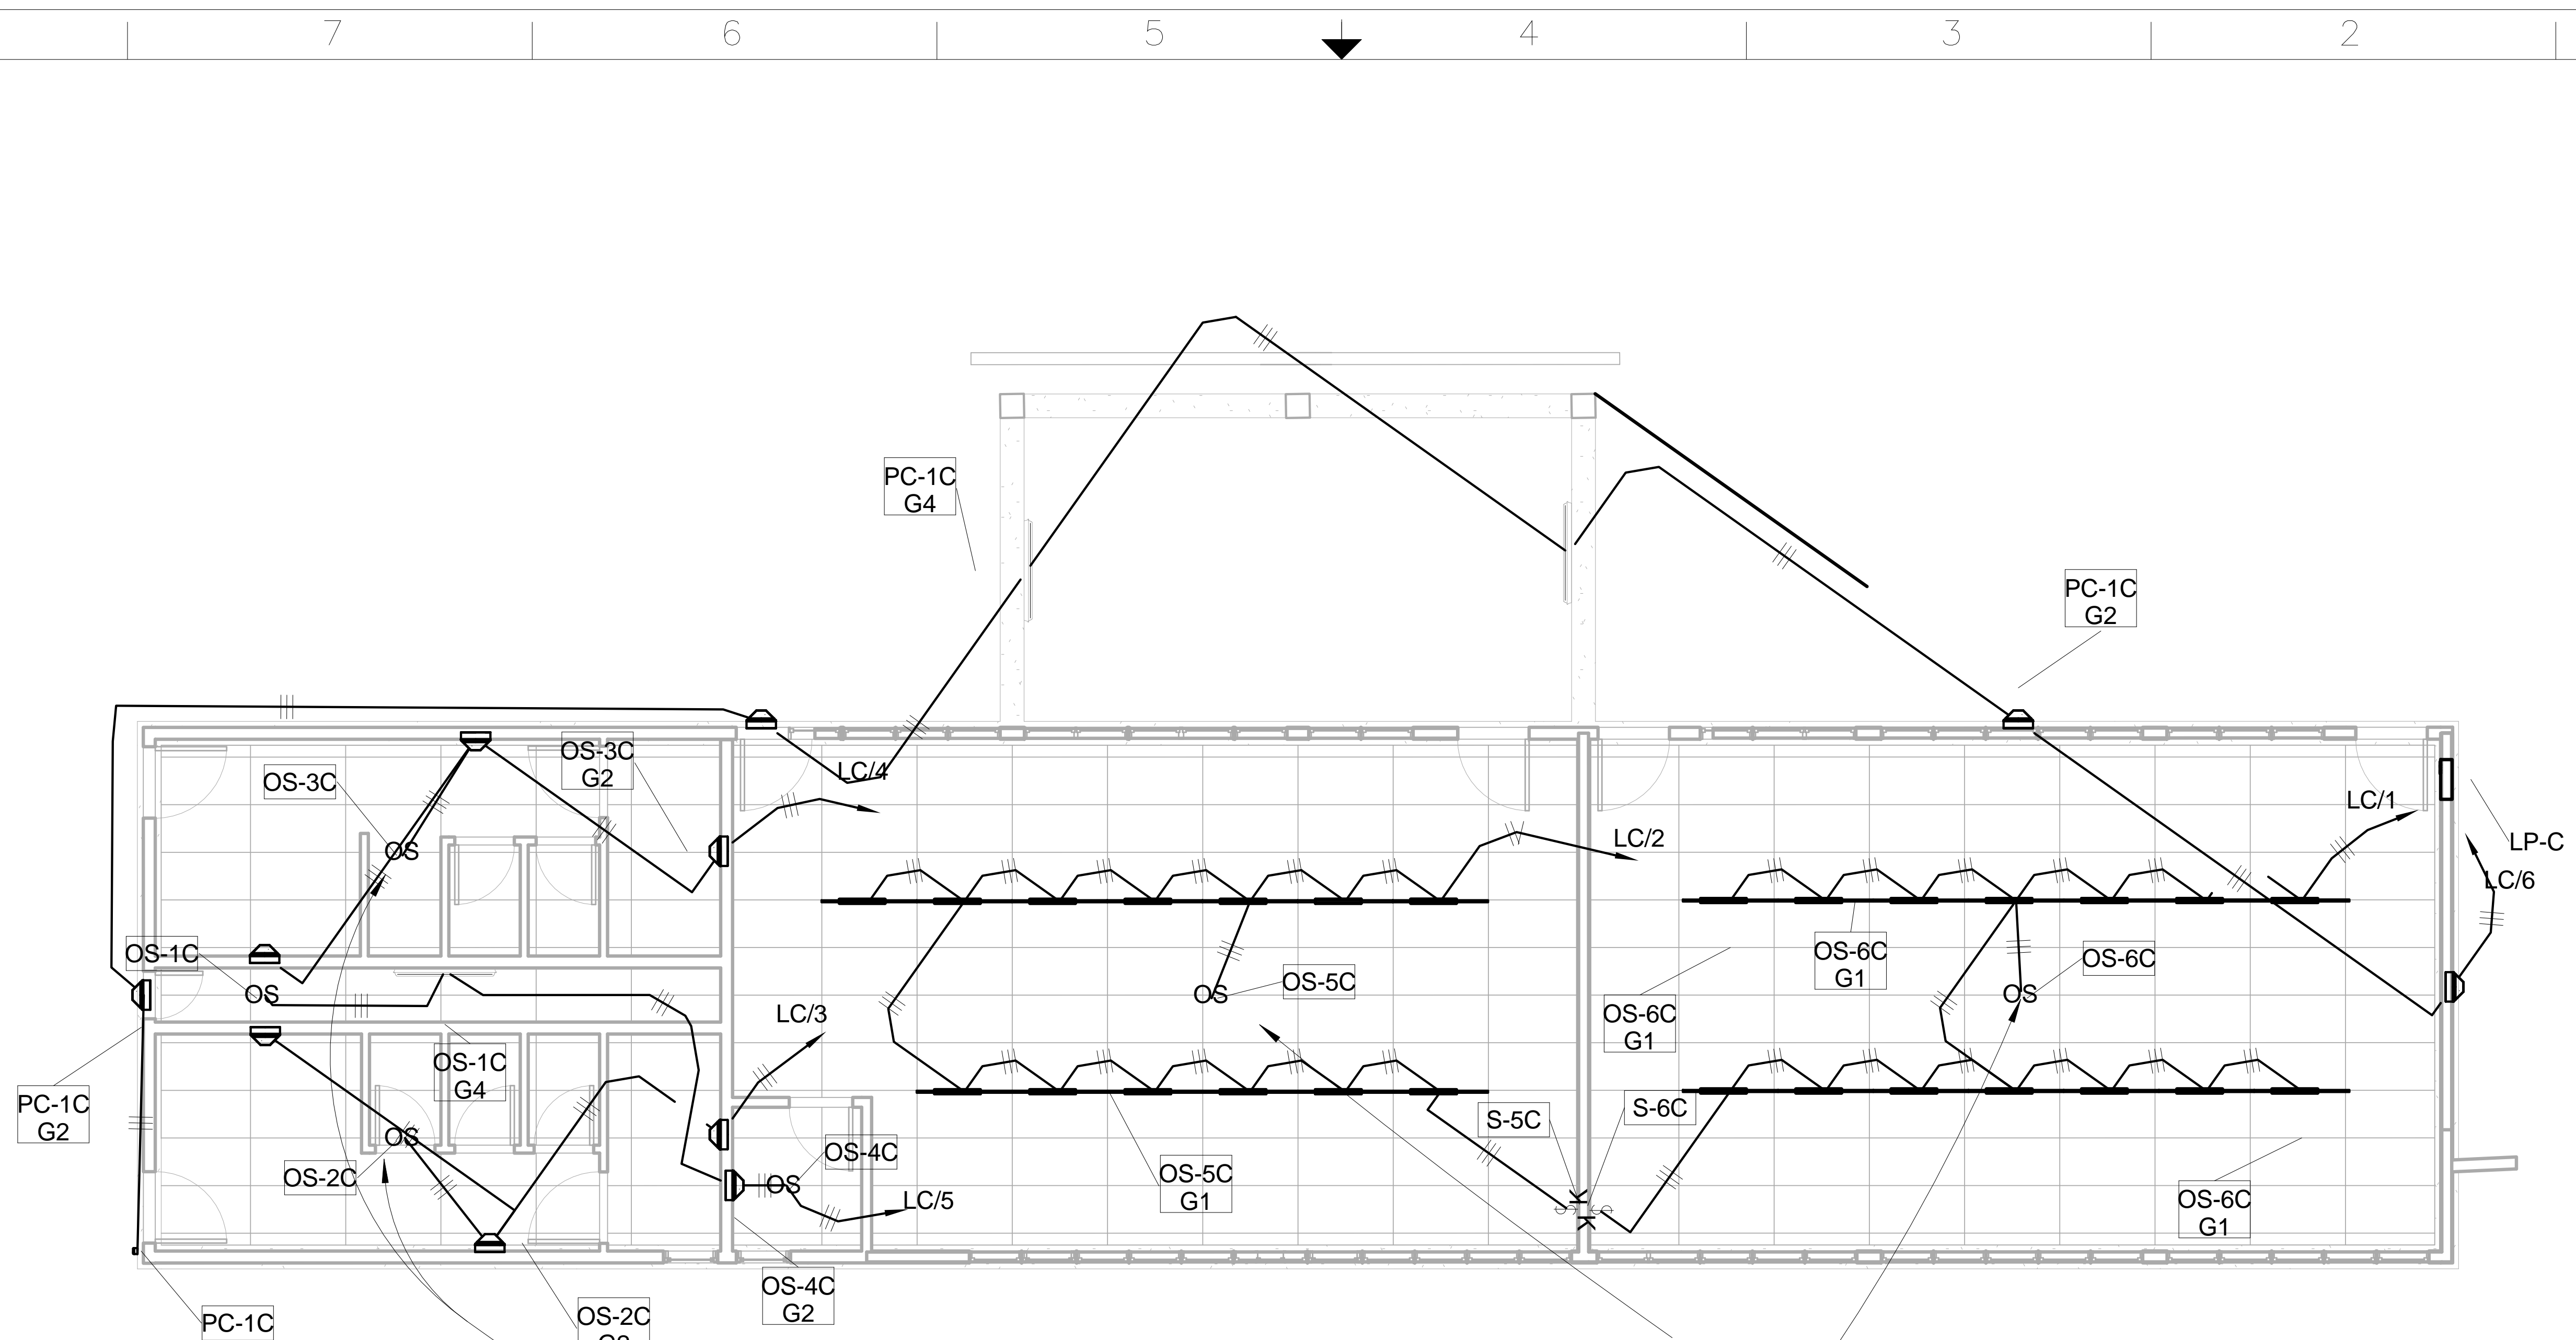 7
6
5
4
3
2
PC-1C
G4
PC-1C
G2
OS-3C
G2
OS-3C
LC/4
LC/1
LC/2
LP-C
OS
LC/6
OS-1C
OS-6C
G1
OS-6C
OS-5C
OS
OS
OS
OS-6C
G1
LC/3
OS-1C
G4
PC-1C
G2
S-5C
S-6C
OS
OS-4C
OS-2C
OS-5C
G1
OS
LC/5
K
$
$
K
OS-6C
G1
OS-4C
G2
PC-1C
OS-2C